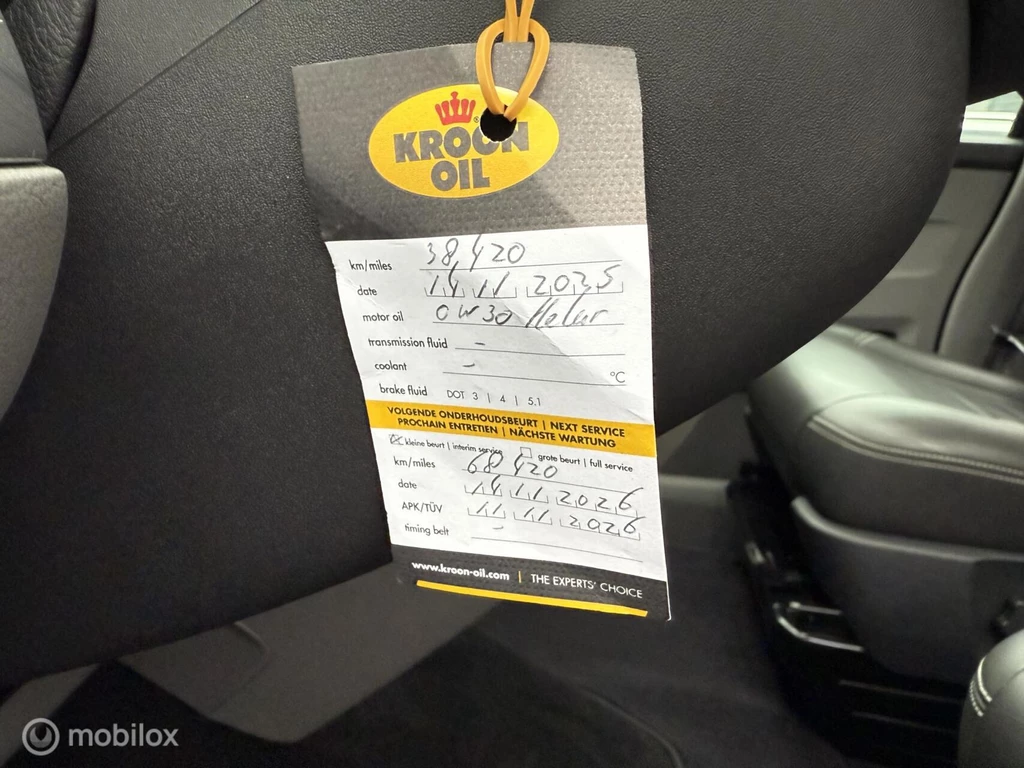 KROON
OIL
km/miles 38,420
date 14 11 2025
motor oil 0W30 Helar
transmission fluid -
coolant - °C
brake fluid DOT 3 | 4 | 5.1
VOLGENDE ONDERHOUDSBEURT | NEXT SERVICE
PROCHAIN ENTRETIEN | NÄCHSTE WARTUNG
kleine beurt | interim service grote beurt | full service
km/miles 68 420
date 14 11 2026
APK/TÜV 11 11 2026
timing belt -
www.kroon-oil.com | THE EXPERTS' CHOICE
mobilox